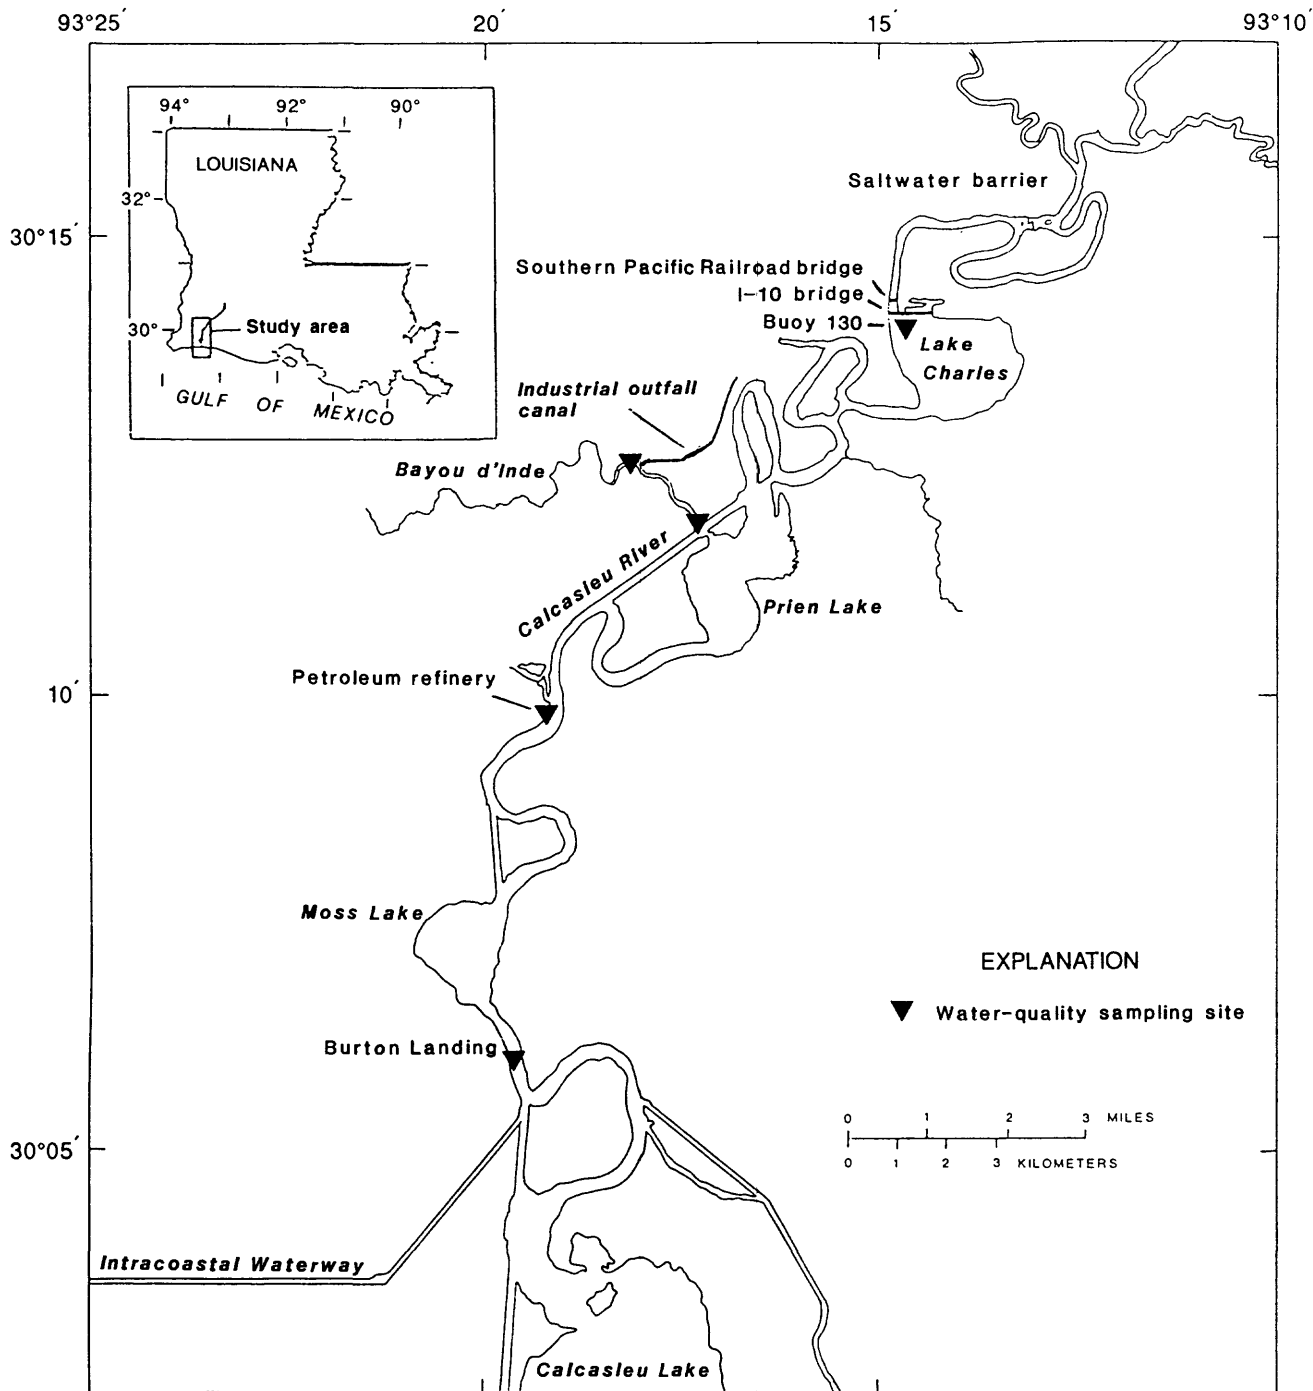 93°25′ 20′ 15′ 93°10′
94° 92° 90°
LOUISIANA
32°
30°
Study area
GULF OF MEXICO
Saltwater barrier
30°15′
Southern Pacific Railroad bridge
I-10 bridge
Buoy 130
Lake
Charles
Industrial outfall
canal
Bayou d'Inde
Calcasieu River
Prien Lake
Petroleum refinery
10′
Moss Lake
EXPLANATION
Water-quality sampling site
Burton Landing
0 1 2 3 MILES
0 1 2 3 KILOMETERS
30°05′
Intracoastal Waterway
Calcasieu Lake